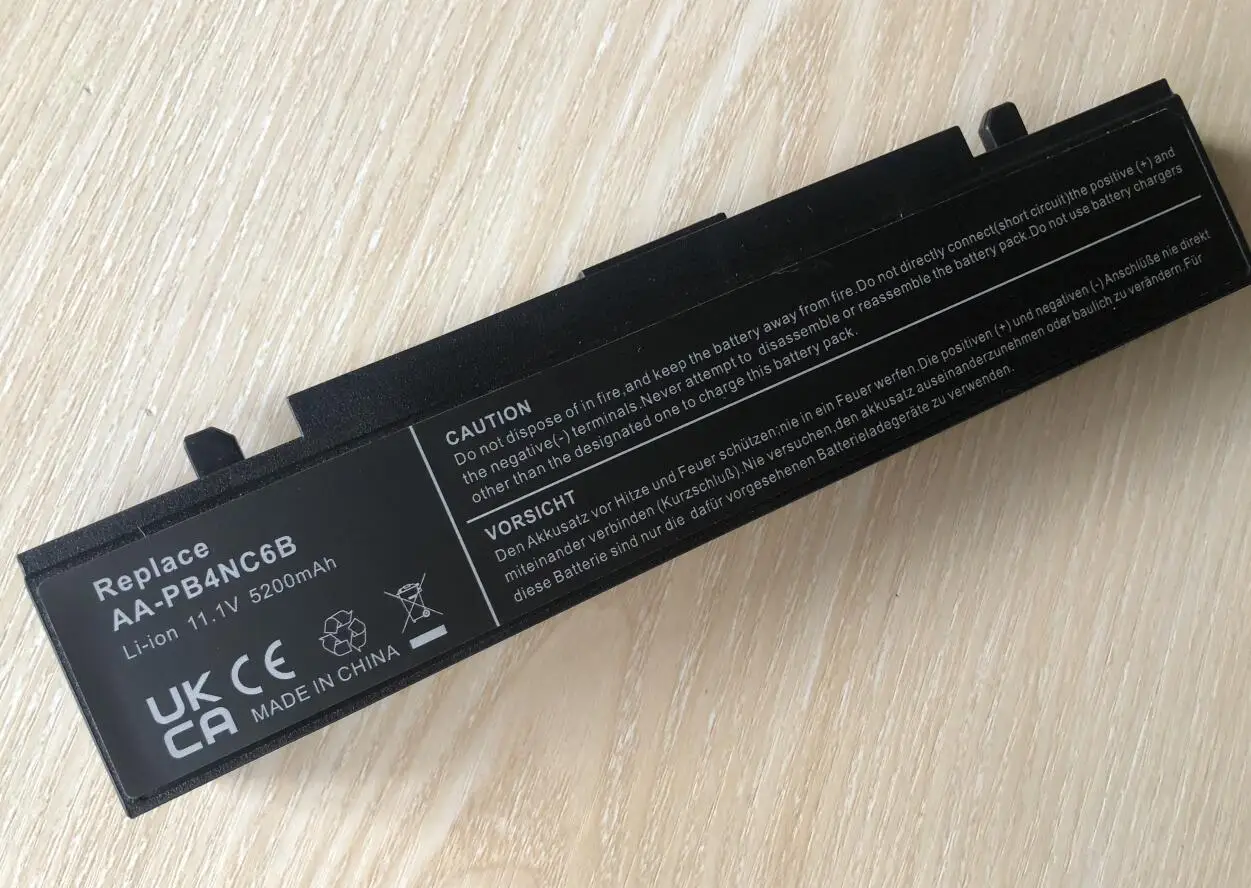 Replace
AA-PB4NC6B
Li-ion 11.1V 5200mAh
UK
CA
CE
MADE IN CHINA
CAUTION
Do not dispose of in fire,and keep the battery away from fire.Do not directly connect(short circuit)the positive (+) and
the negative(-) terminals.Never attempt to disassemble or reassemble the battery pack.Do not use battery chargers
other than the designated one to charge this battery pack.
VORSICHT
Den Akkusatz vor Hitze und Feuer schützen;nie in ein Feuer werfen.Die positiven (+) und negativen (-) Anschlüße nie direkt
miteinander verbinden (Kurzschluß).Nie versuchen,den akkusatz auseinanderzunehmen oder baulich zu verändern.Für
diese Batterie sind nur die dafür vorgesehenen Batterieladegeräte zu verwenden.